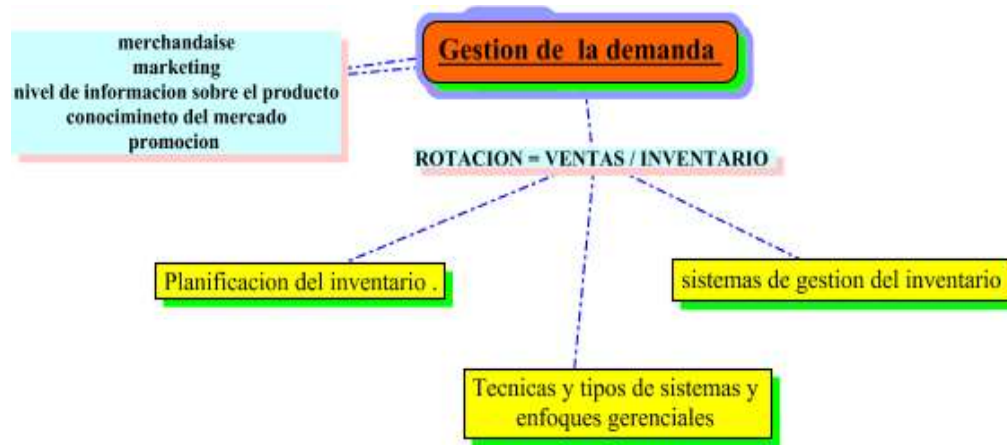 Gestion de la demanda
merchandaise
marketing
nivel de informacion sobre el producto
conocimineto del mercado
promocion
ROTACION = VENTAS / INVENTARIO
Planificacion del inventario .
sistemas de gestion del inventario
Tecnicas y tipos de sistemas y
enfoques gerenciales